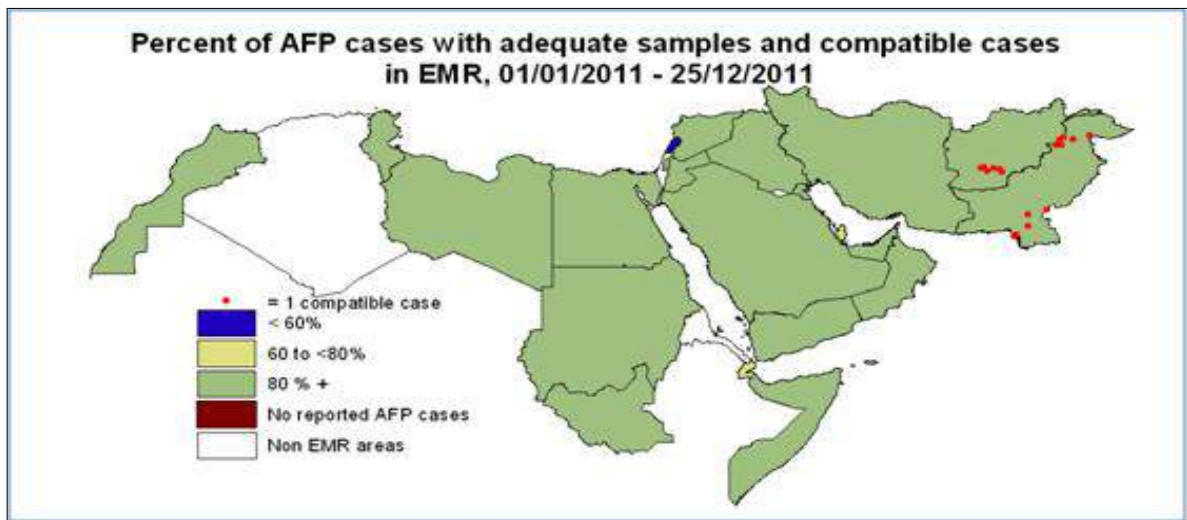 Percent of AFP cases with adequate samples and compatible cases
in EMR, 01/01/2011 - 25/12/2011
= 1 compatible case
< 60%
60 to <80%
80 % +
No reported AFP cases
Non EMR areas